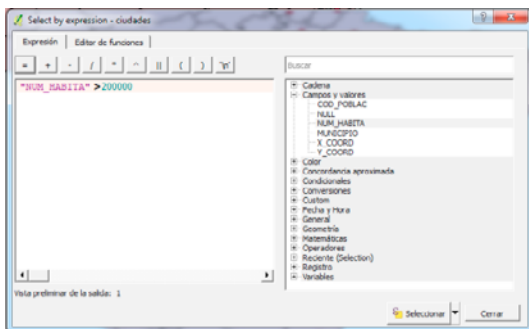 Select by expression - ciudades
Expresión
Editor de funciones
= + - / * ^ || ( ) '\n'
Buscar
"NUM_HABITA" >200000
Cadena
Campos y valores
COD_POBLAC
NULL
NUM_HABITA
MUNICIPIO
X_COORD
Y_COORD
Color
Concordancia aproximada
Condicionales
Conversiones
Custom
Fecha y Hora
General
Geometría
Matemáticas
Operadores
Reciente (Selection)
Registro
Variables
Vista preliminar de la salida: 1
Seleccionar
Cerrar